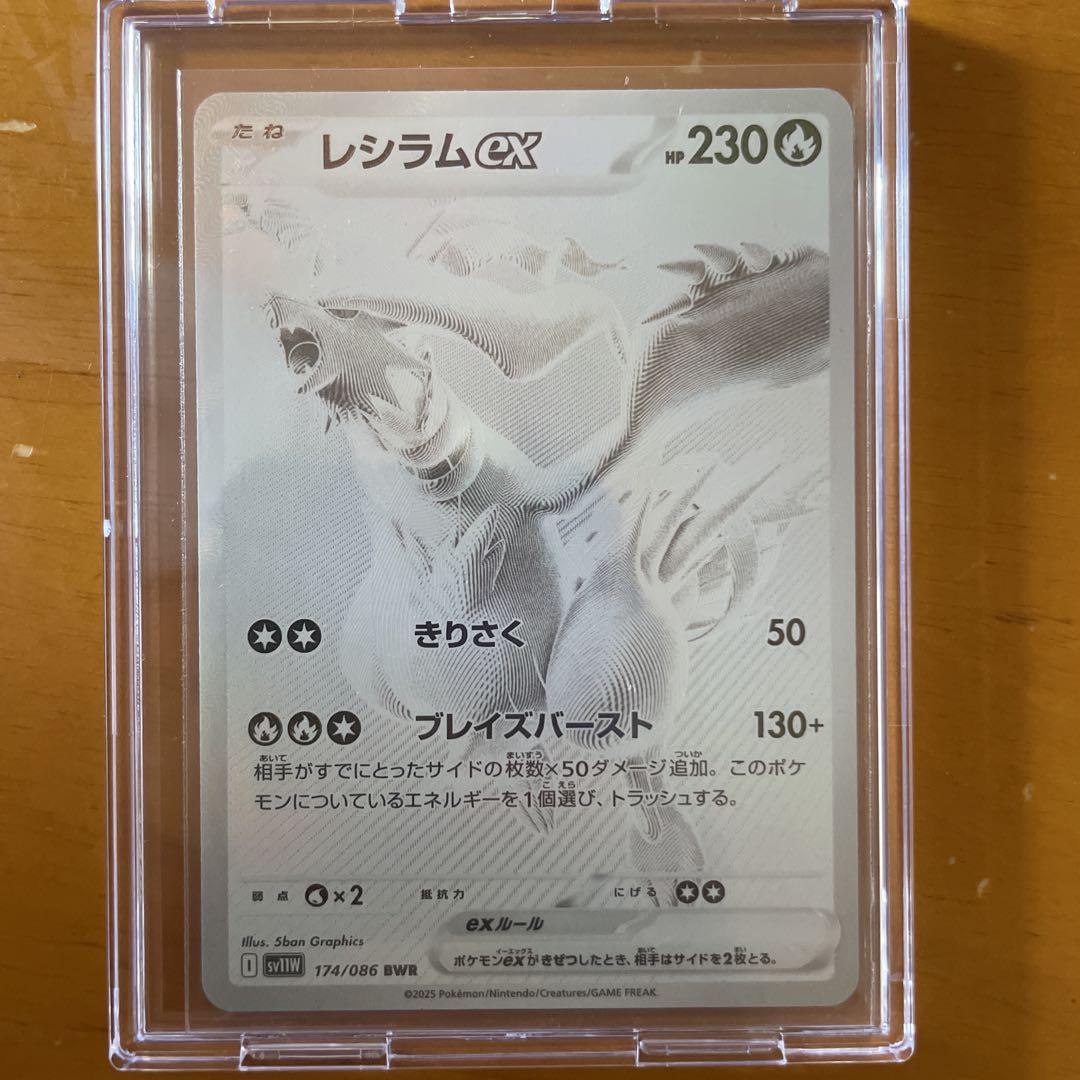 たね
レシラムex
HP230
きりさく 50
ブレイズバースト 130+
相手がすでにとったサイドの枚数×50ダメージ追加。このポケ
モンについているエネルギーを1個選び、トラッシュする。
弱点 ×2 抵抗力 にげる
exルール
ポケモンexがきぜつしたとき、相手はサイドを2枚とる。
Illus. 5ban Graphics
I SV11W 174/086 BWR
©2025 Pokémon/Nintendo/Creatures/GAME FREAK.